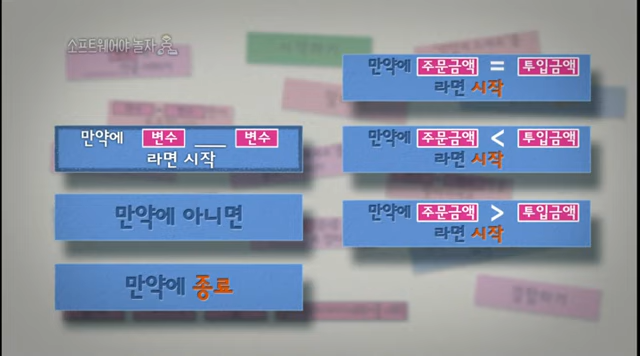 소프트웨어야 놀자
만약에 변수 ___ 변수
라면 시작
만약에 아니면
만약에 종료
만약에 주문금액 = 투입금액
라면 시작
만약에 주문금액 < 투입금액
라면 시작
만약에 주문금액 > 투입금액
라면 시작
결합하기